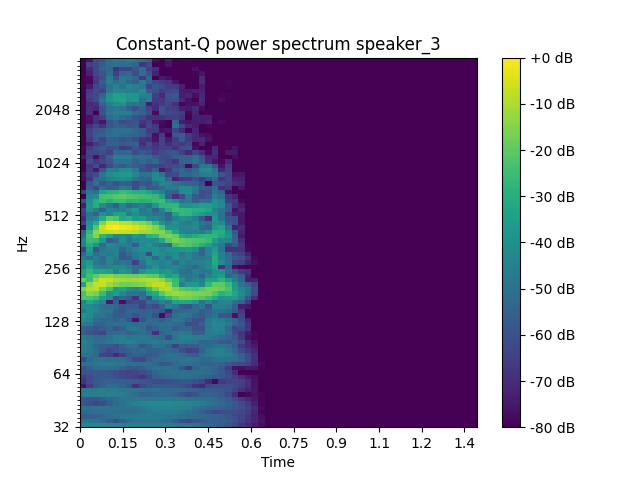 Constant-Q power spectrum speaker_3
Hz
2048
1024
512
256
128
64
32
0 0.15 0.3 0.45 0.6 0.75 0.9 1.1 1.2 1.4
Time
+0 dB
-10 dB
-20 dB
-30 dB
-40 dB
-50 dB
-60 dB
-70 dB
-80 dB